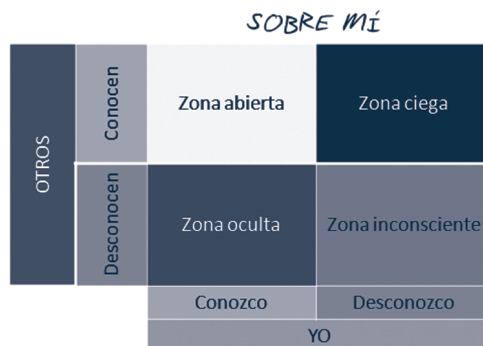 SOBRE MÍ
OTROS
Conocen
Zona abierta
Zona ciega
Desconocen
Zona oculta
Zona inconsciente
Conozco
Desconozco
YO